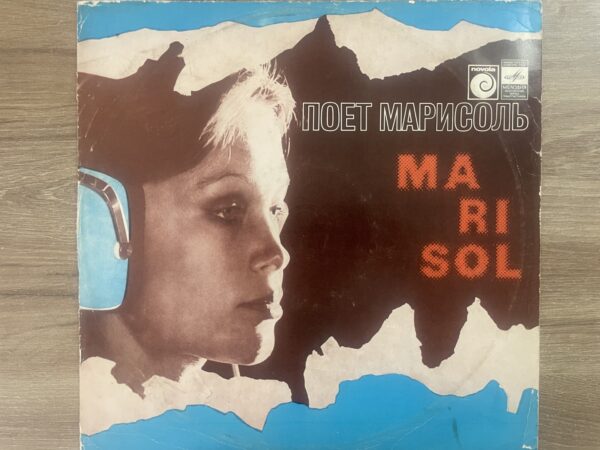 novola
МЕЛОДИЯ
ПОЕТ МАРИСОЛЬ
MA
RI
SOL